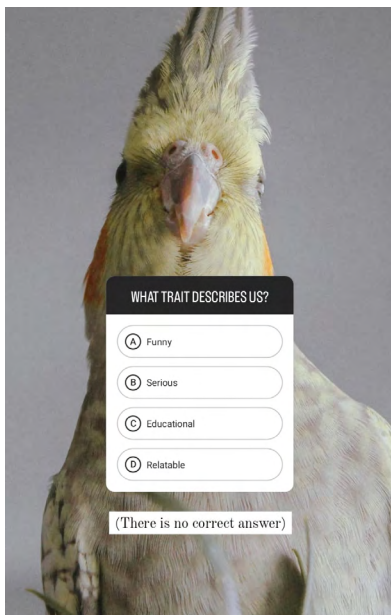 WHAT TRAIT DESCRIBES US?
A Funny
B Serious
C Educational
D Relatable
(There is no correct answer)